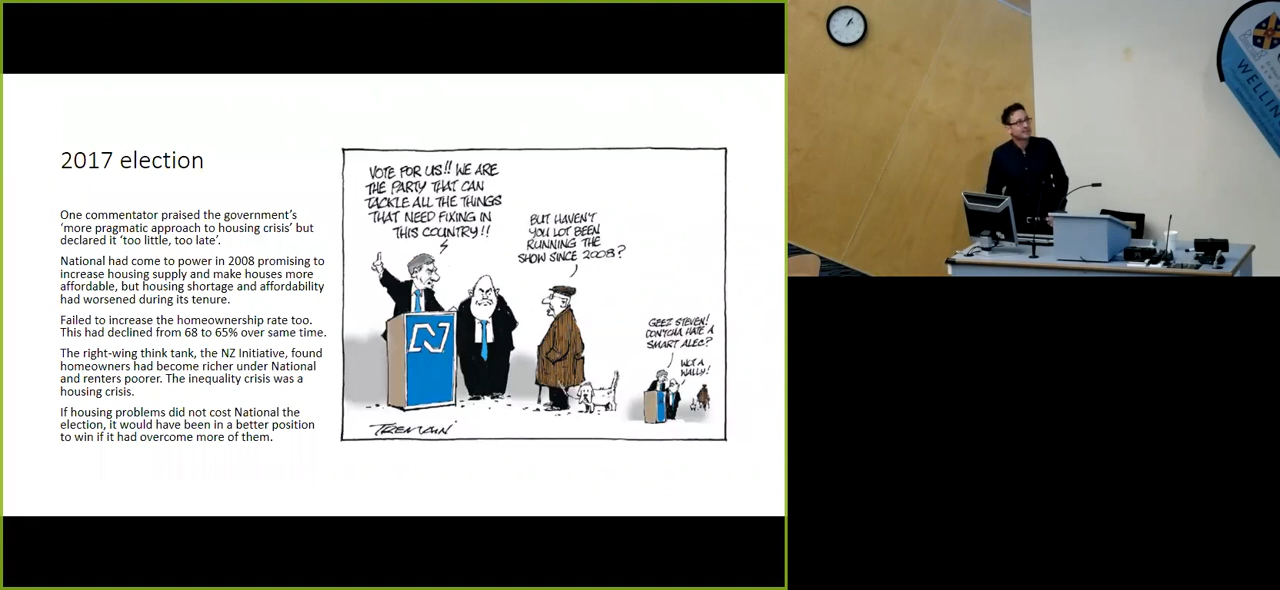 2017 election
One commentator praised the government's
'more pragmatic approach to housing crisis' but
declared it 'too little, too late'.
National had come to power in 2008 promising to
increase housing supply and make houses more
affordable, but housing shortage and affordability
had worsened during its tenure.
Failed to increase the homeownership rate too.
This had declined from 68 to 65% over same time.
The right-wing think tank, the NZ Initiative, found
homeowners had become richer under National
and renters poorer. The inequality crisis was a
housing crisis.
If housing problems did not cost National the
election, it would have been in a better position
to win if it had overcome more of them.
VOTE FOR US!! WE ARE
THE PARTY THAT CAN
TACKLE ALL THE THINGS
THAT NEED FIXING IN
THIS COUNTRY!!
BUT HAVEN'T
YOU LOT BEEN
RUNNING THE
SHOW SINCE 2008?
GEEZ STEVEN!
DON'TCHA HATE A
SMART ALEC?
WOT A
WALLY!
N
TREMAIN
WELLIN